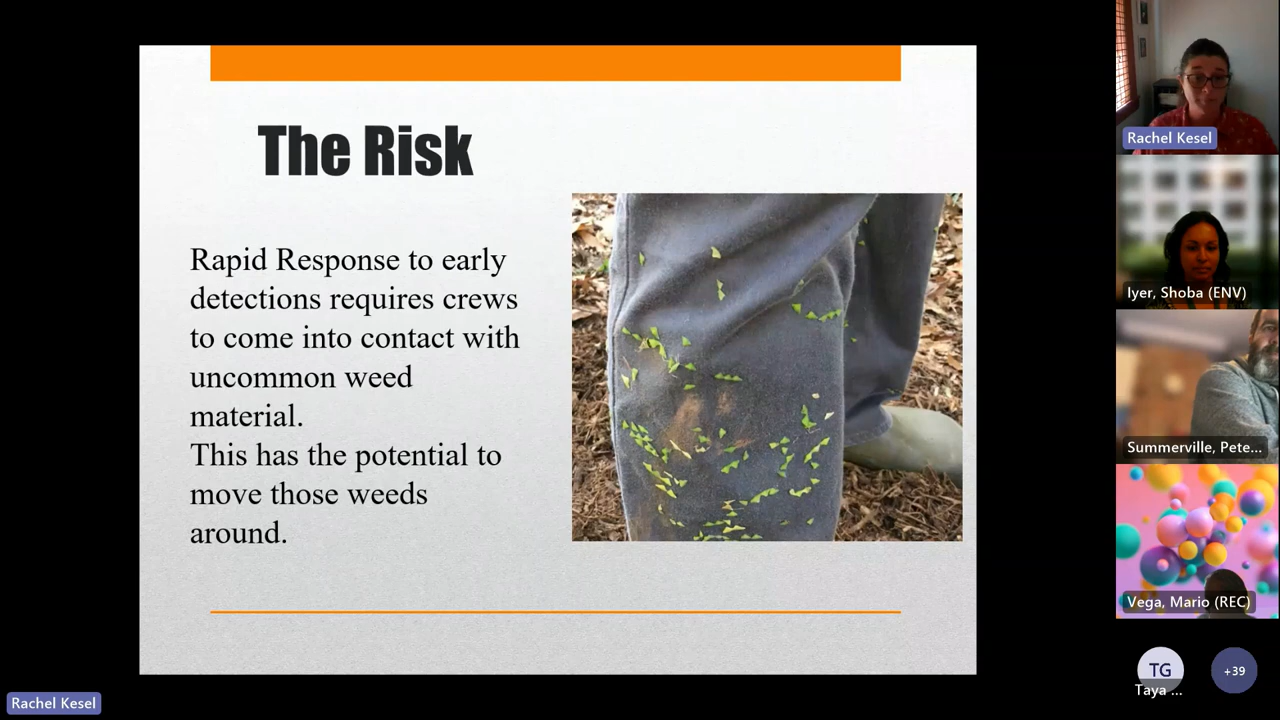 The Risk
Rapid Response to early
detections requires crews
to come into contact with
uncommon weed
material.
This has the potential to
move those weeds
around.
Rachel Kesel
Iyer, Shoba (ENV)
Summerville, Pete...
Vega, Mario (REC)
TG
Taya ...
+39
Rachel Kesel